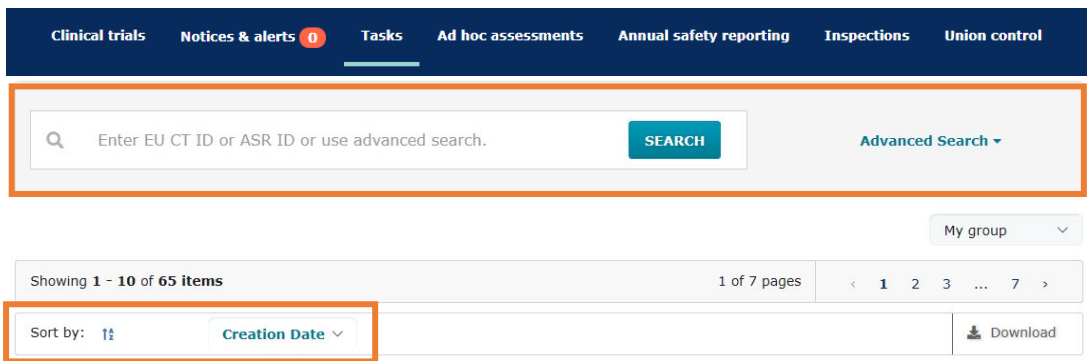 Clinical trials Notices & alerts 0 Tasks Ad hoc assessments Annual safety reporting Inspections Union control
Enter EU CT ID or ASR ID or use advanced search. SEARCH Advanced Search
My group
Showing 1 - 10 of 65 items 1 of 7 pages ‹ 1 2 3 ... 7 ›
Sort by: Creation Date Download